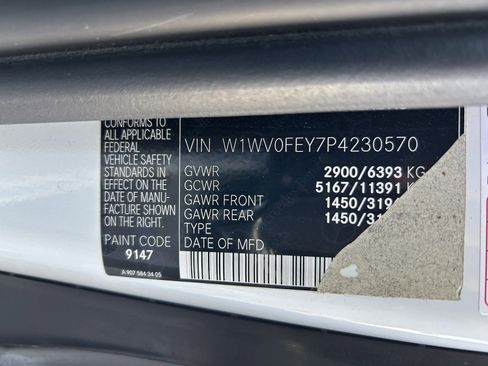 CONFORMS
TO ALL APPLICABLE
FEDERAL
VEHICLE SAFETY
STANDARDS IN
EFFECT ON THE
DATE OF MANU-
FACTURE SHOWN
ON THE RIGHT.
PAINT CODE
9147
A 907 584 34 05
VIN W1WV0FEY7P4230570
GVWR 2900/6393 KG
GCWR 5167/11391 KG
GAWR FRONT 1450/319
GAWR REAR 1450/31
TYPE
DATE OF MFD